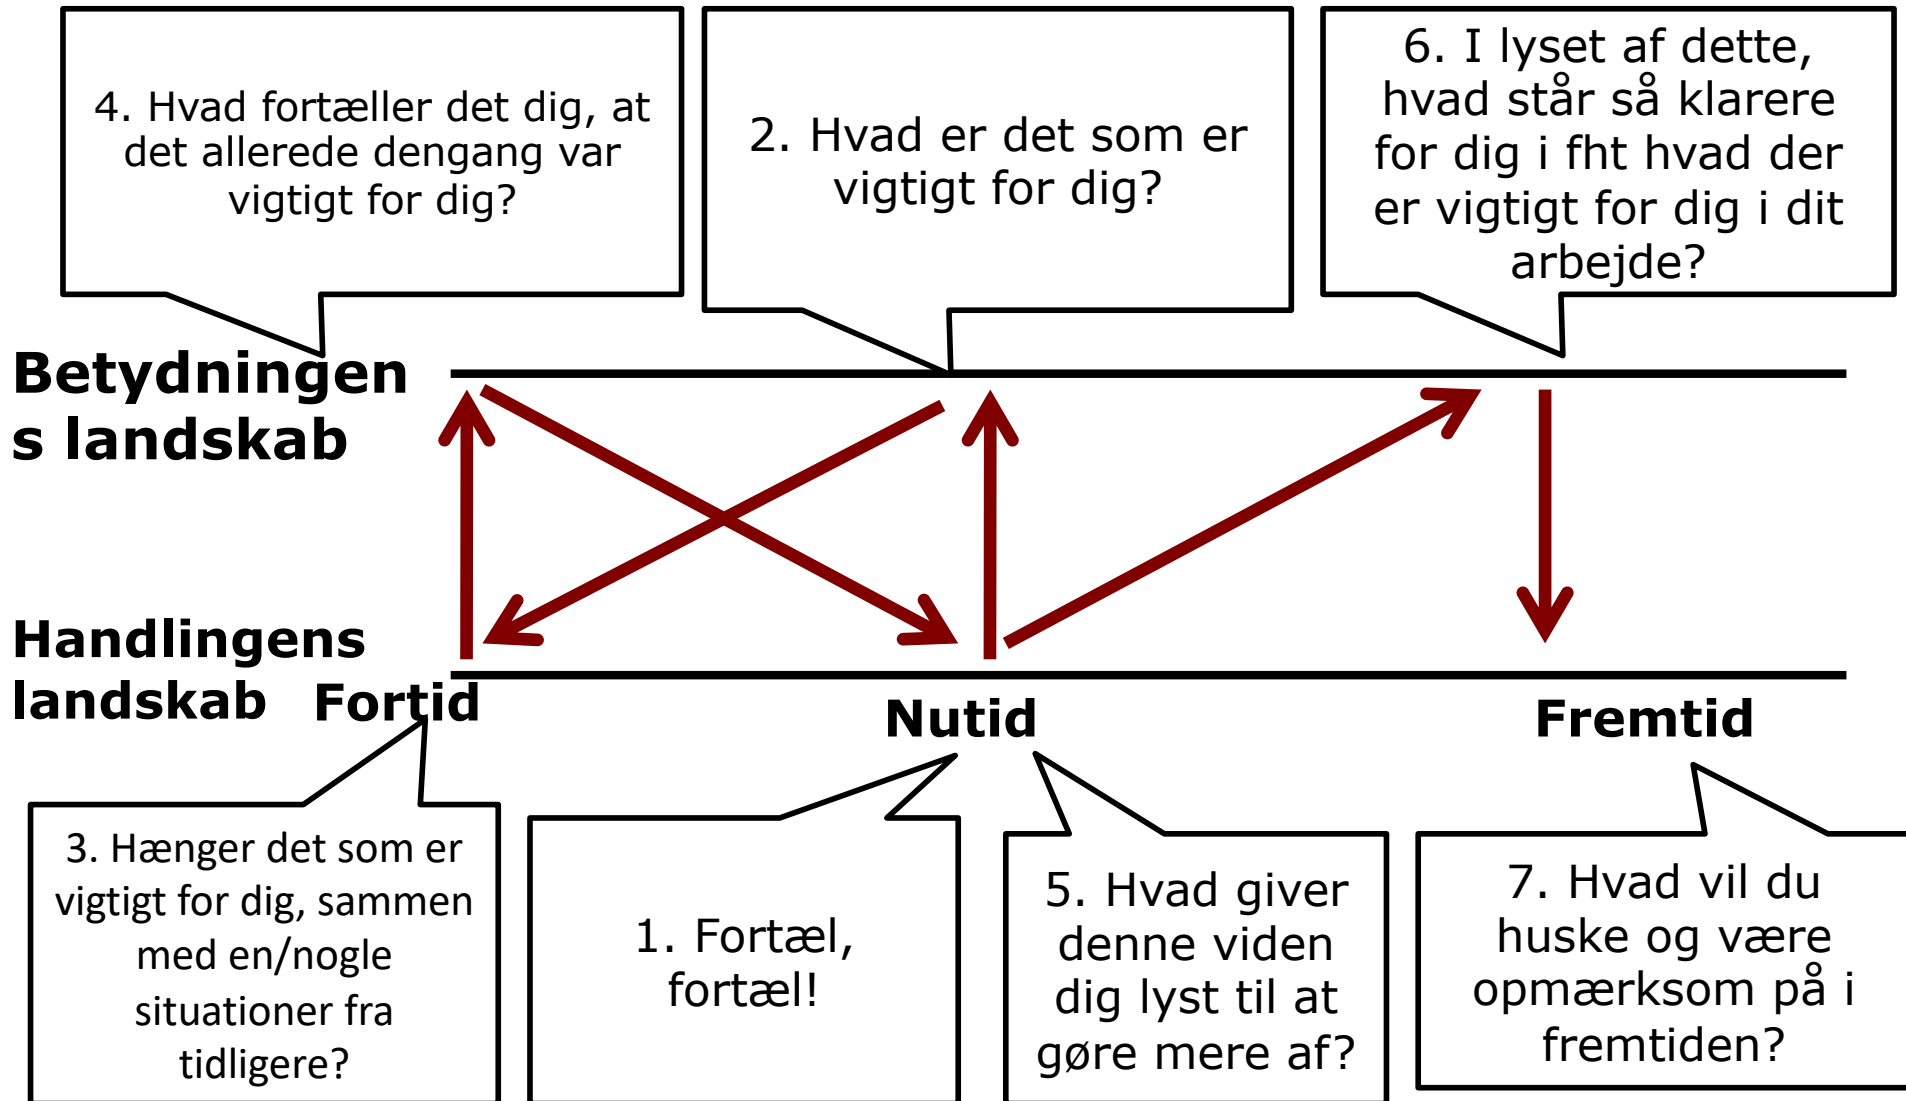 4. Hvad fortæller det dig, at
det allerede dengang var
vigtigt for dig?
2. Hvad er det som er
vigtigt for dig?
6. I lyset af dette,
hvad står så klarere
for dig i fht hvad der
er vigtigt for dig i dit
arbejde?
Betydningen
s landskab
Handlingens
landskab
Fortid
Nutid
Fremtid
3. Hænger det som er
vigtigt for dig, sammen
med en/nogle
situationer fra
tidligere?
1. Fortæl,
fortæl!
5. Hvad giver
denne viden
dig lyst til at
gøre mere af?
7. Hvad vil du
huske og være
opmærksom på i
fremtiden?